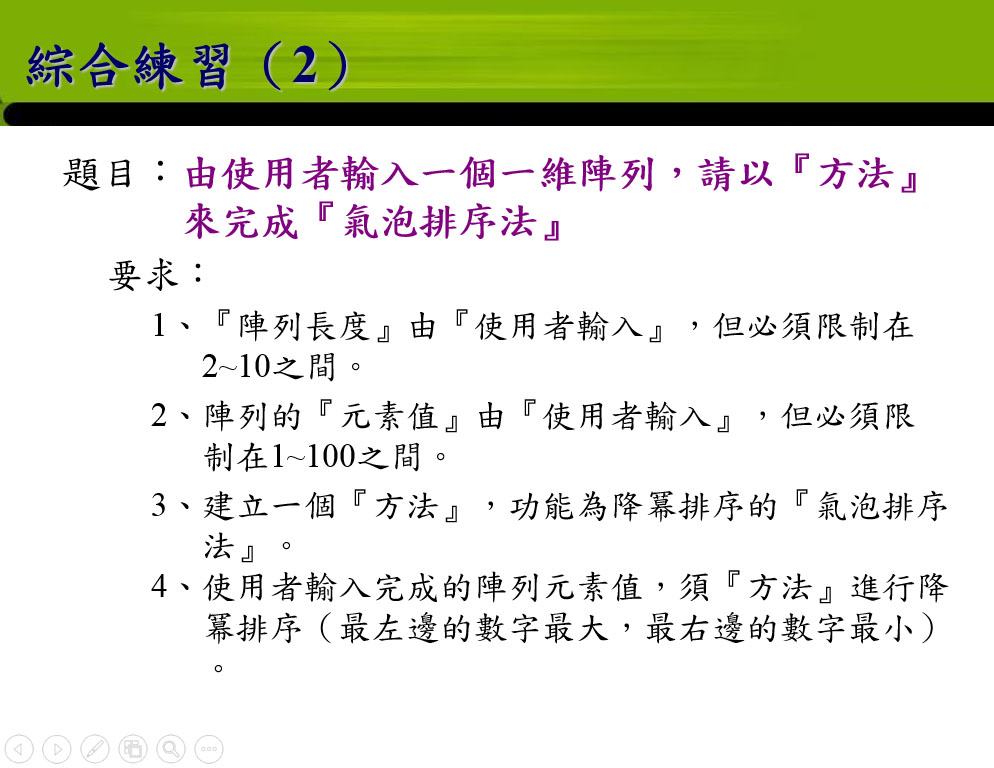 綜合練習（2）
題目：由使用者輸入一個一維陣列，請以『方法』
來完成『氣泡排序法』
要求：
1、『陣列長度』由『使用者輸入』，但必須限制在
2~10之間。
2、陣列的『元素值』由『使用者輸入』，但必須限
制在1~100之間。
3、建立一個『方法』，功能為降冪排序的『氣泡排序
法』。
4、使用者輸入完成的陣列元素值，須『方法』進行降
冪排序（最左邊的數字最大，最右邊的數字最小）
。